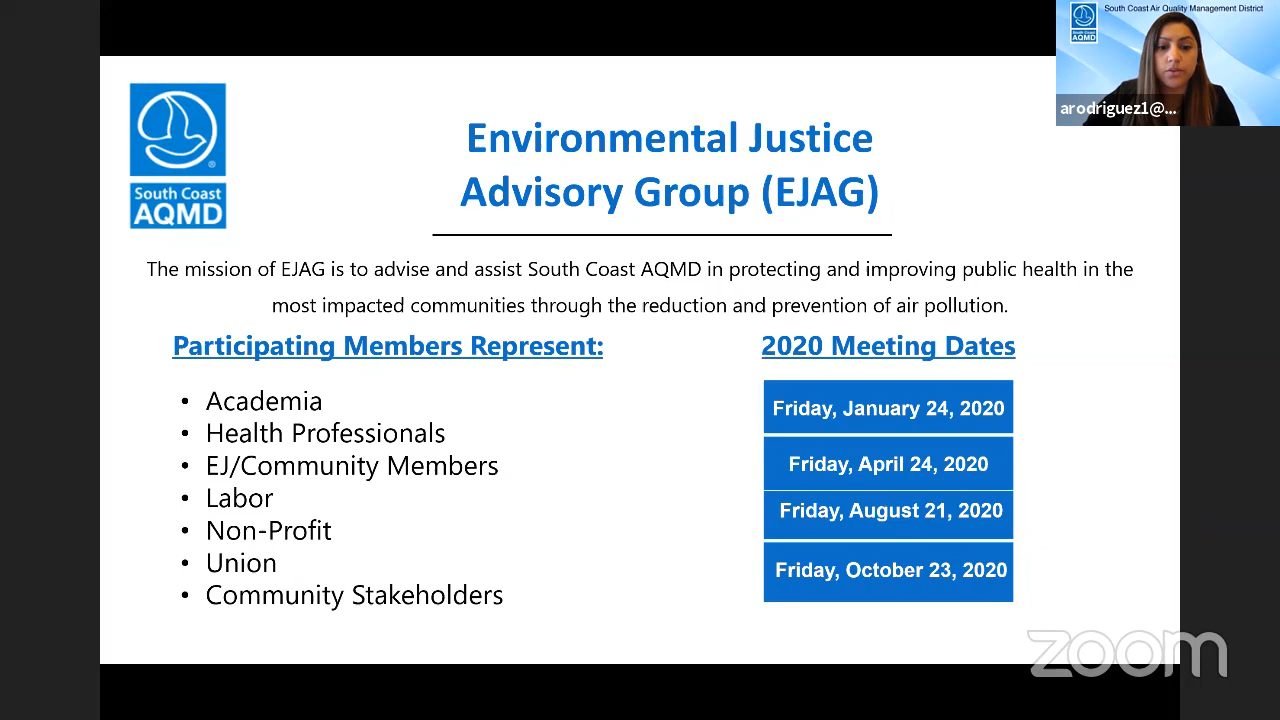 South Coast Air Quality Management District
South Coast
AQMD
arodriguez1@...
South Coast
AQMD
®
Environmental Justice
Advisory Group (EJAG)
The mission of EJAG is to advise and assist South Coast AQMD in protecting and improving public health in the
most impacted communities through the reduction and prevention of air pollution.
Participating Members Represent:
• Academia
• Health Professionals
• EJ/Community Members
• Labor
• Non-Profit
• Union
• Community Stakeholders
2020 Meeting Dates
Friday, January 24, 2020
Friday, April 24, 2020
Friday, August 21, 2020
Friday, October 23, 2020
zoom